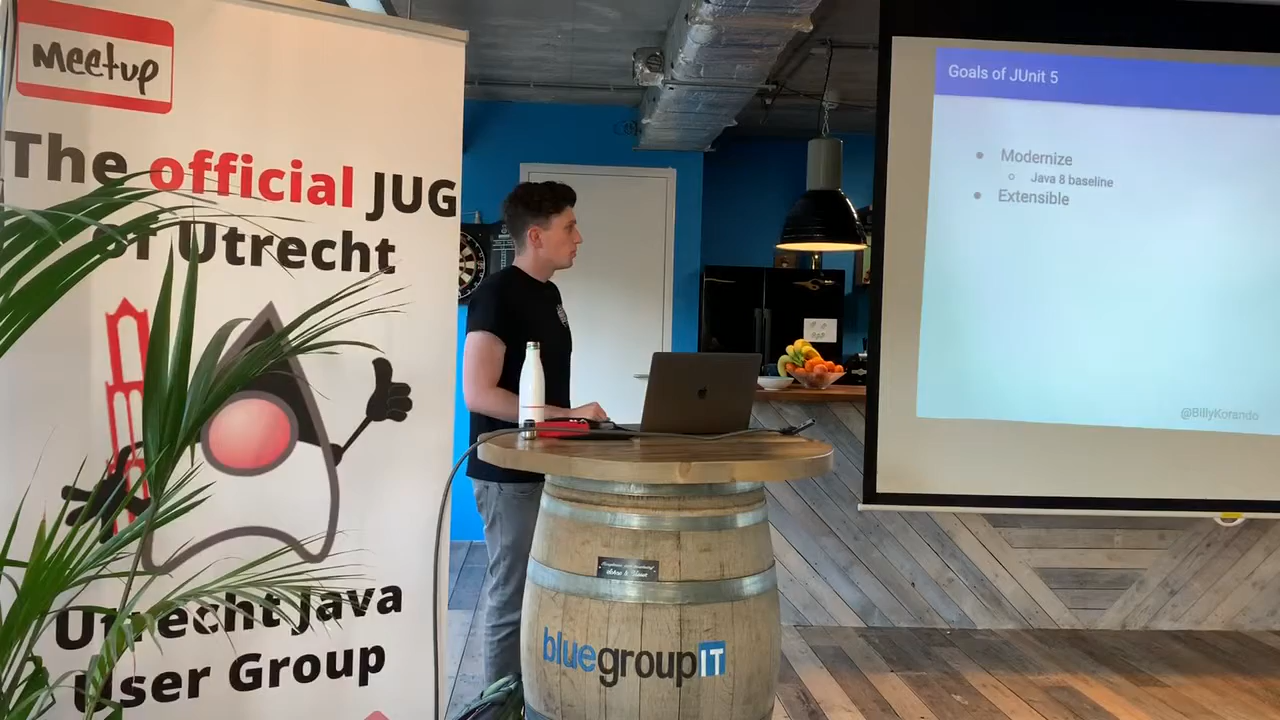 meetup
The official JUG
of Utrecht
Utrecht Java
User Group
bluegroupIT
Goals of JUnit 5
Modernize
Java 8 baseline
Extensible
@BillyKorando